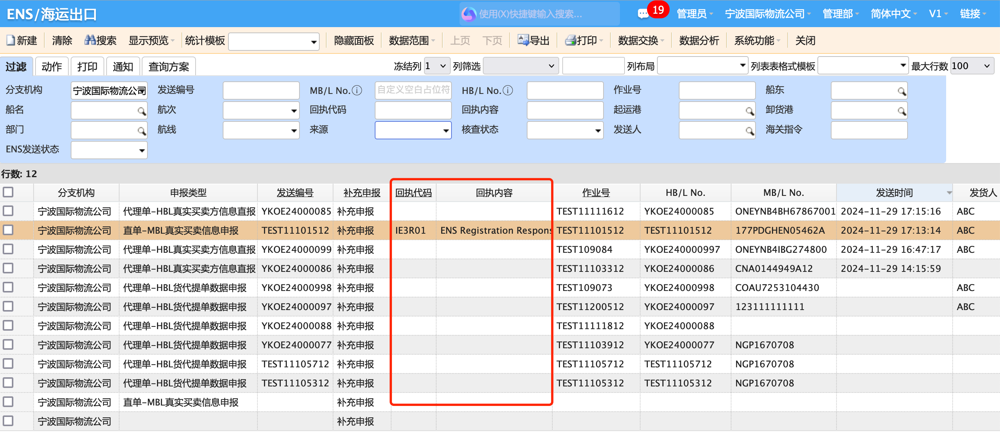 ENS/海运出口 使用(X)快捷键输入搜索... 19 管理员 宁波国际物流公司 管理部 简体中文 V1 链接
新建 清除 搜索 显示预览 统计模板 隐藏面板 数据范围 上页 下页 导出 打印 数据交换 数据分析 系统功能 关闭
过滤 动作 打印 通知 查询方案 冻结列 1 列筛选 列布局 列表表格式模板 最大行数 100
分支机构 宁波国际物流公司 发送编号 MB/L No. 自定义空白占位符 HB/L No. 作业号 船东
船名 航次 回执代码 回执内容 起运港 卸货港
部门 航线 来源 核查状态 发送人 海关指令
ENS发送状态
行数: 12
分支机构 申报类型 发送编号 补充申报 回执代码 回执内容 作业号 HB/L No. MB/L No. 发送时间 发货人
宁波国际物流公司 代理单-HBL真实买卖方信息直报 YKOE24000085 补充申报 TEST11111612 YKOE24000085 ONEYNB4BH67867001 2024-11-29 17:15:16 ABC
宁波国际物流公司 直单-MBL真实买卖信息申报 TEST11101512 补充申报 IE3R01 ENS Registration Respons TEST11101512 TEST11101512 177PDGHEN05462A 2024-11-29 17:13:14 ABC
宁波国际物流公司 代理单-HBL真实买卖方信息直报 YKOE24000099 补充申报 TEST109084 YKOE240000997 ONEYNB4IBG274800 2024-11-29 16:47:17 ABC
宁波国际物流公司 代理单-HBL真实买卖方信息直报 YKOE24000086 补充申报 TEST11103312 YKOE24000086 CNA0144949A12 2024-11-29 14:15:59
宁波国际物流公司 代理单-HBL货代提单数据申报 YKOE24000998 补充申报 TEST109073 YKOE24000998 COAU7253104430 ABC
宁波国际物流公司 代理单-HBL货代提单数据申报 YKOE24000097 补充申报 TEST11200512 YKOE24000097 123111111111 ABC
宁波国际物流公司 代理单-HBL货代提单数据申报 YKOE24000088 补充申报 TEST11111812 YKOE24000088
宁波国际物流公司 代理单-HBL货代提单数据申报 YKOE24000077 补充申报 TEST11103912 YKOE24000077 NGP1670708
宁波国际物流公司 代理单-HBL货代提单数据申报 TEST11105712 补充申报 TEST11105712 TEST11105712 NGP1670708
宁波国际物流公司 代理单-HBL货代提单数据申报 TEST11105312 补充申报 TEST11105312 TEST11105312 NGP1670708
宁波国际物流公司 直单-MBL真实买卖信息申报 补充申报
宁波国际物流公司 补充申报